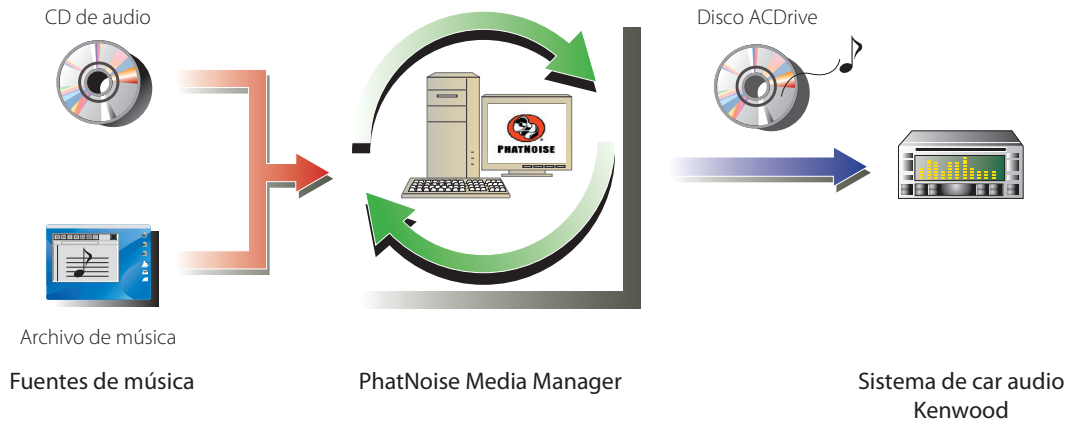 CD de audio
Disco ACDrive
PHATNOISE
Archivo de música
Fuentes de música
PhatNoise Media Manager
Sistema de car audio
Kenwood